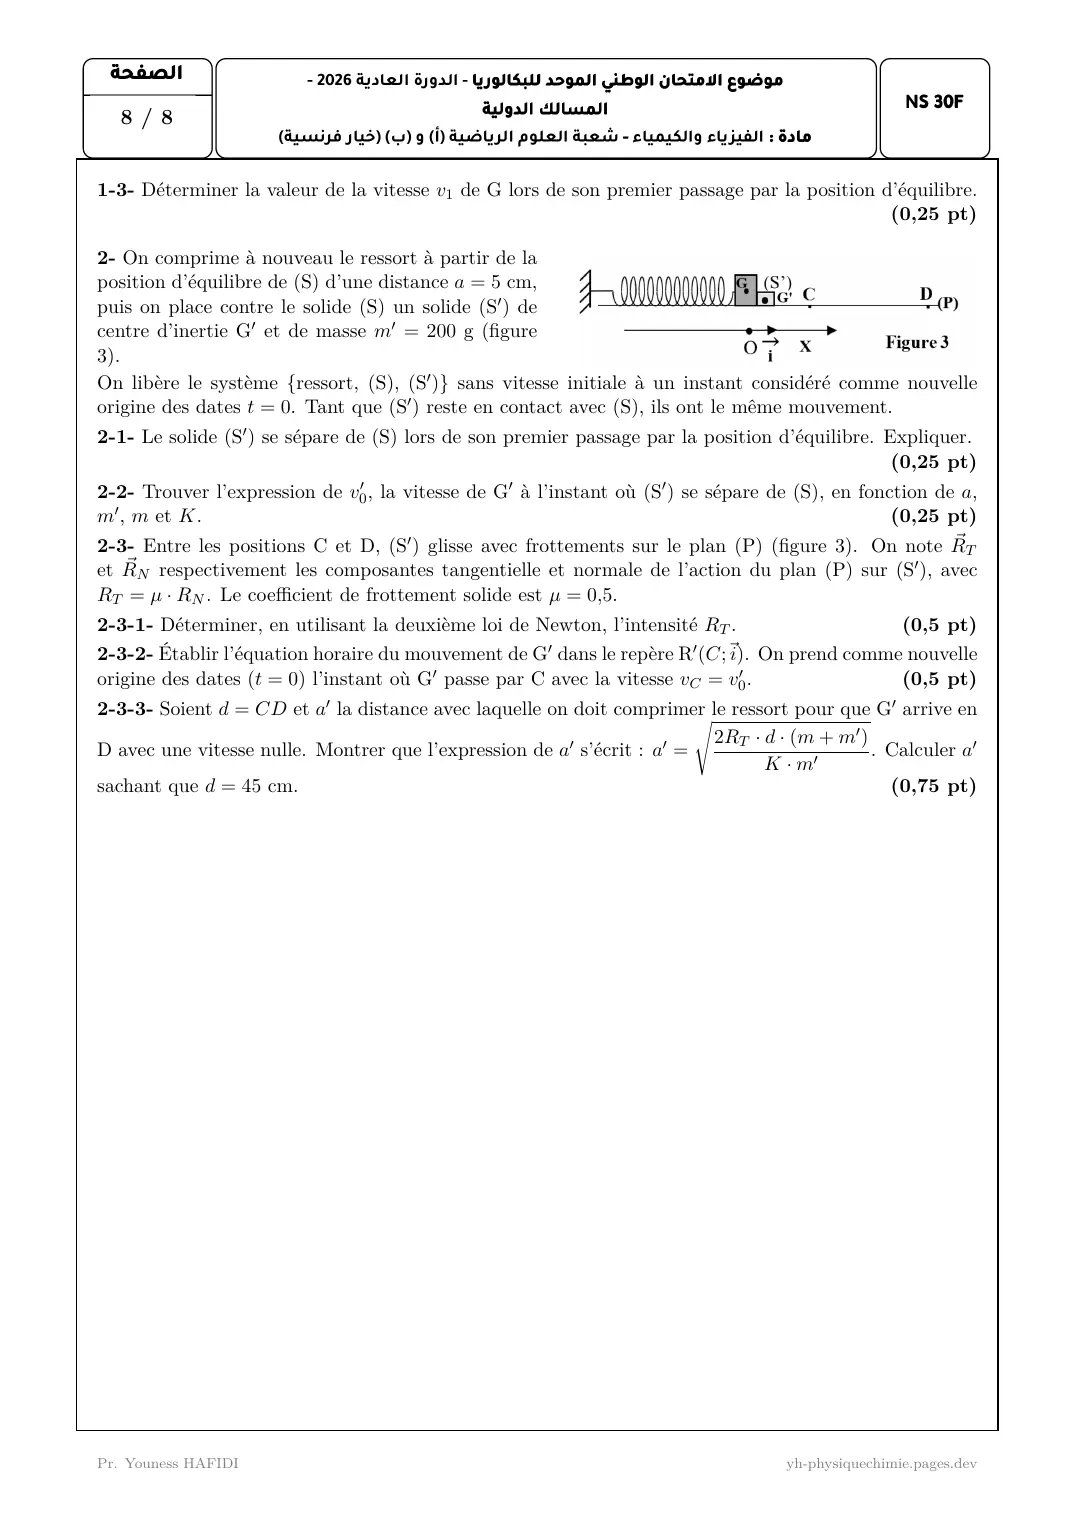 الصفحة
8 / 8
موضوع الامتحان الوطني الموحد للبكالوريا - الدورة العادية 2026 -
المسالك الدولية
مادة : الفيزياء والكيمياء - شعبة العلوم الرياضية (أ) و (ب) (خيار فرنسية)
NS 30F
1-3- Déterminer la valeur de la vitesse v₁ de G lors de son premier passage par la position d'équilibre.
(0,25 pt)
2- On comprime à nouveau le ressort à partir de la
position d'équilibre de (S) d'une distance a = 5 cm,
puis on place contre le solide (S) un solide (S′) de
centre d'inertie G′ et de masse m′ = 200 g (figure
3).
G (S') G' C D (P)
O i X Figure 3
On libère le système {ressort, (S), (S′)} sans vitesse initiale à un instant considéré comme nouvelle
origine des dates t = 0. Tant que (S′) reste en contact avec (S), ils ont le même mouvement.
2-1- Le solide (S′) se sépare de (S) lors de son premier passage par la position d'équilibre. Expliquer.
(0,25 pt)
2-2- Trouver l'expression de v′₀, la vitesse de G′ à l'instant où (S′) se sépare de (S), en fonction de a,
m′, m et K. (0,25 pt)
2-3- Entre les positions C et D, (S′) glisse avec frottements sur le plan (P) (figure 3). On note R⃗_T
et R⃗_N respectivement les composantes tangentielle et normale de l'action du plan (P) sur (S′), avec
R_T = μ · R_N. Le coefficient de frottement solide est μ = 0,5.
2-3-1- Déterminer, en utilisant la deuxième loi de Newton, l'intensité R_T. (0,5 pt)
2-3-2- Établir l'équation horaire du mouvement de G′ dans le repère R′(C; i⃗). On prend comme nouvelle
origine des dates (t = 0) l'instant où G′ passe par C avec la vitesse v_C = v′₀. (0,5 pt)
2-3-3- Soient d = CD et a′ la distance avec laquelle on doit comprimer le ressort pour que G′ arrive en
D avec une vitesse nulle. Montrer que l'expression de a′ s'écrit : a′ = √(2R_T · d · (m + m′) / K · m′). Calculer a′
sachant que d = 45 cm. (0,75 pt)
Pr. Youness HAFIDI yh-physiquechimie.pages.dev